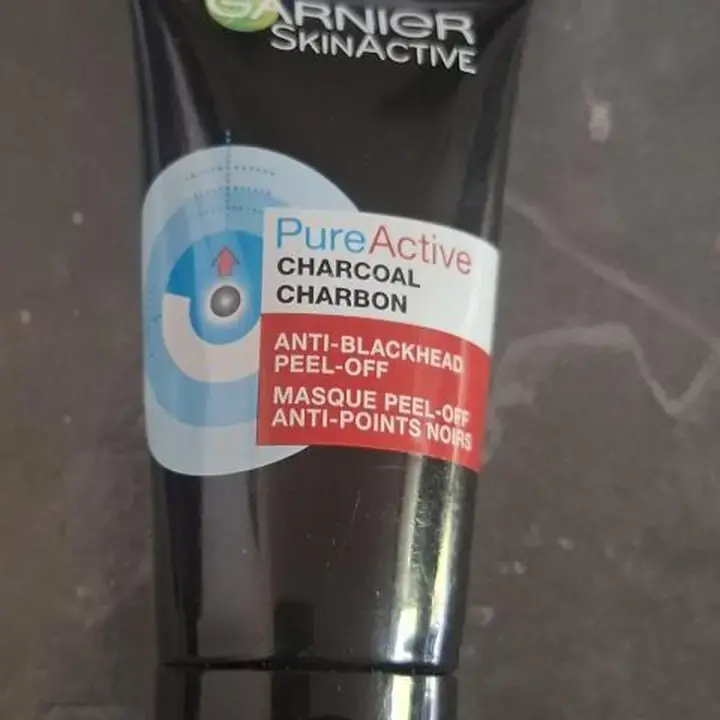 GARNIER
SKINACTIVE
PureActive
CHARCOAL
CHARBON
ANTI-BLACKHEAD
PEEL-OFF
MASQUE PEEL-OFF
ANTI-POINTS NOIRS